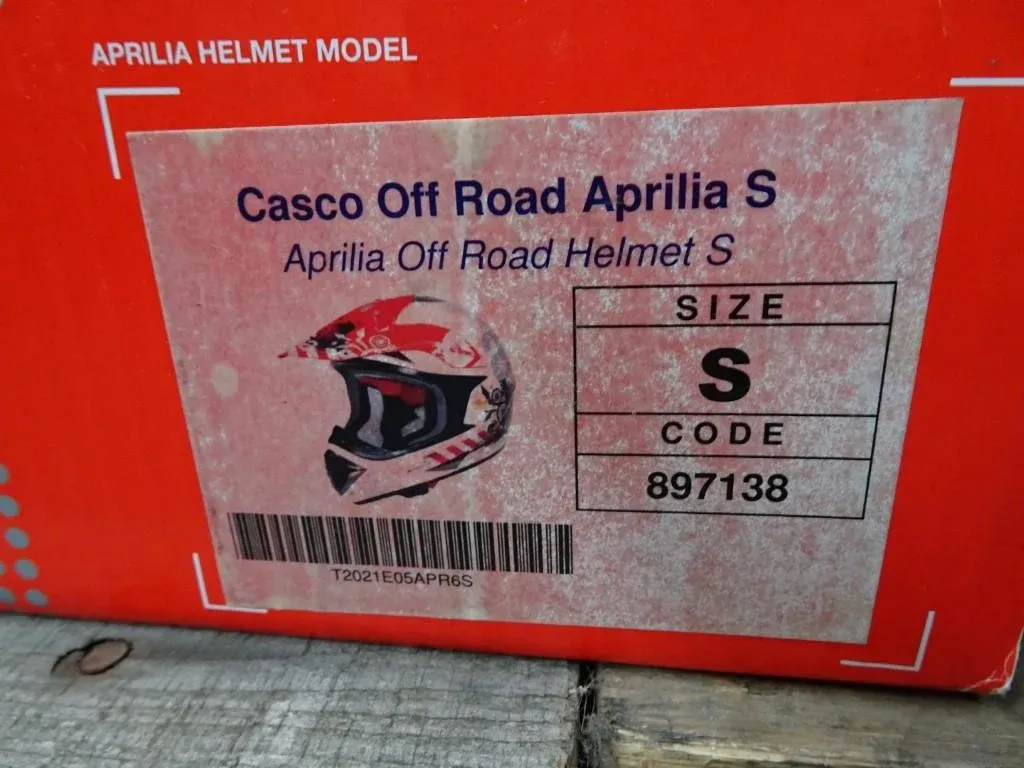 APRILIA HELMET MODEL
Casco Off Road Aprilia S
Aprilia Off Road Helmet S
SIZE
S
CODE
897138
T2021E05APR6S